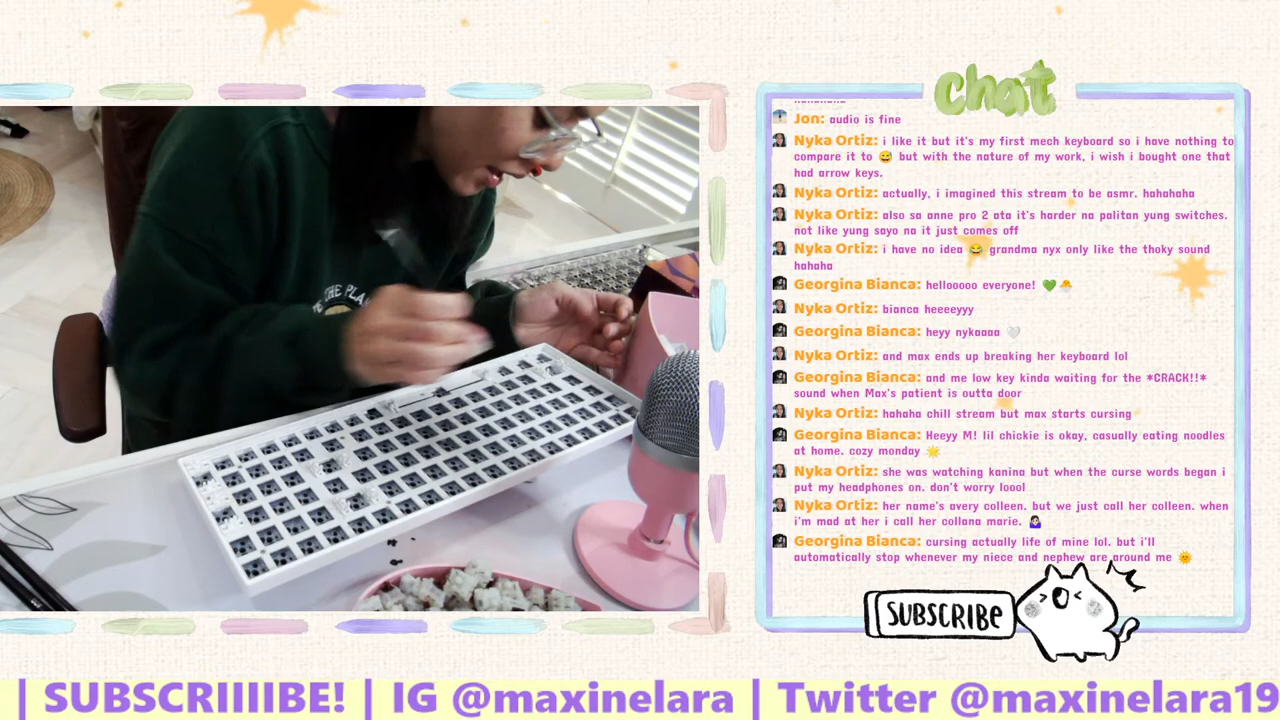 chat
Jon: audio is fine
Nyka Ortiz: i like it but it's my first mech keyboard so i have nothing to
compare it to 😅 but with the nature of my work, i wish i bought one that
had arrow keys.
Nyka Ortiz: actually, i imagined this stream to be asmr. hahahaha
Nyka Ortiz: also sa anne pro 2 ata it's harder na palitan yung switches.
not like yung sayo na it just comes off
Nyka Ortiz: i have no idea 😂 grandma nyx only like the thoky sound
hahaha
Georgina Bianca: hellooooo everyone! 💚🐣
Nyka Ortiz: bianca heeeeyyy
Georgina Bianca: heyy nykaaaa 🤍
Nyka Ortiz: and max ends up breaking her keyboard lol
Georgina Bianca: and me low key kinda waiting for the *CRACK!!*
sound when Max's patient is outta door
Nyka Ortiz: hahaha chill stream but max starts cursing
Georgina Bianca: Heeyy M! lil chickie is okay, casually eating noodles
at home. cozy monday 🌟
Nyka Ortiz: she was watching kanina but when the curse words began i
put my headphones on. don't worry loool
Nyka Ortiz: her name's avery colleen. but we just call her colleen. when
i'm mad at her i call her collana marie. 🤷🏻‍♀️
Georgina Bianca: cursing actually life of mine lol. but i'll
automatically stop whenever my niece and nephew are around me 🌞
SUBSCRIBE
THE PLA
| SUBSCRIIIIBE! | IG @maxinelara | Twitter @maxinelara19